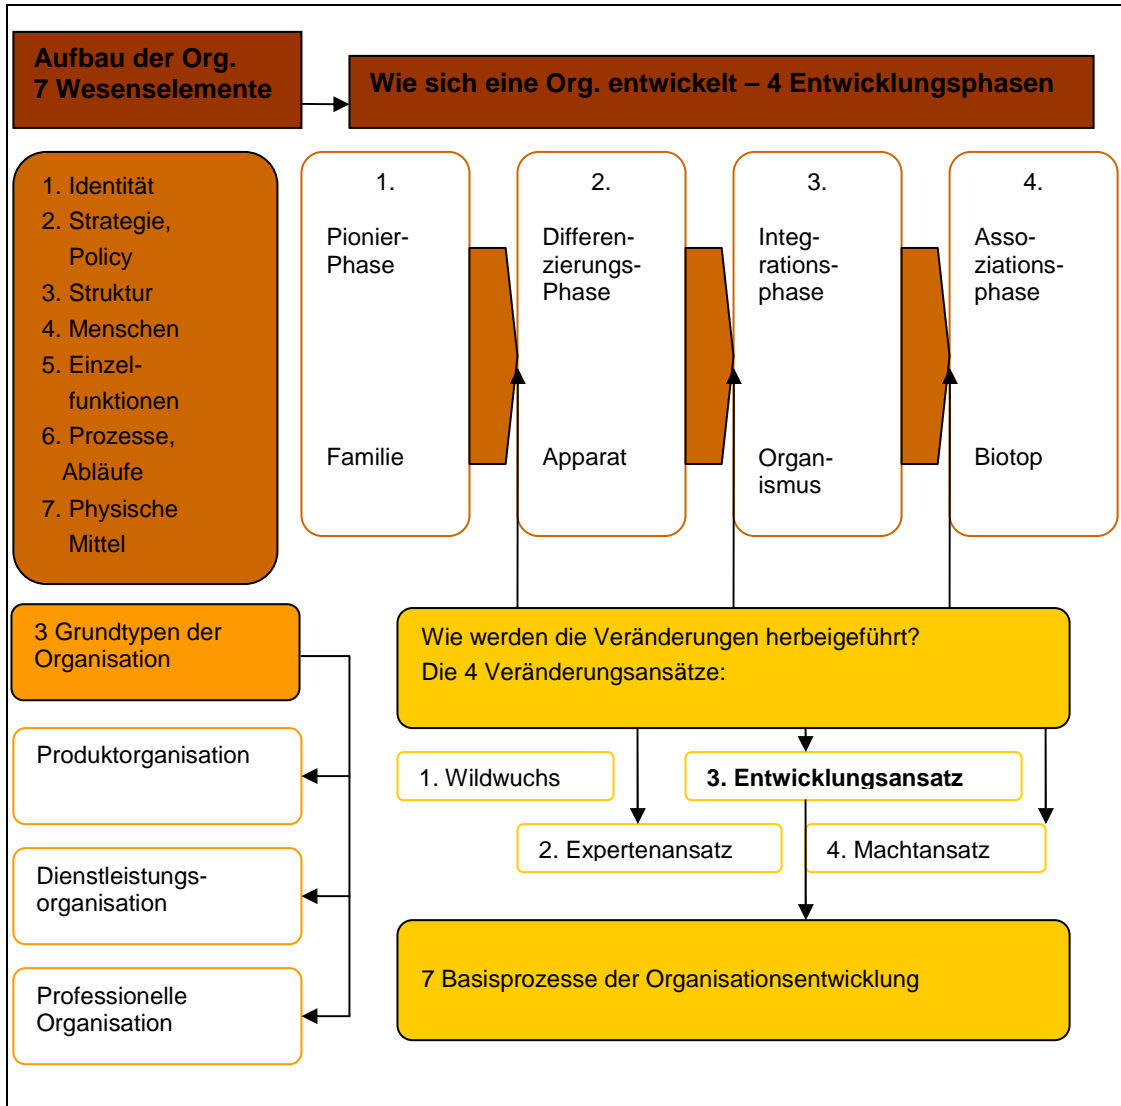 Aufbau der Org.
7 Wesenselemente
Wie sich eine Org. entwickelt – 4 Entwicklungsphasen
1. Identität
2. Strategie,
Policy
3. Struktur
4. Menschen
5. Einzel-
funktionen
6. Prozesse,
Abläufe
7. Physische
Mittel
1.
Pionier-
Phase
Familie
2.
Differen-
zierungs-
Phase
Apparat
3.
Integ-
rations-
phase
Organ-
ismus
4.
Asso-
ziations-
phase
Biotop
3 Grundtypen der
Organisation
Produktorganisation
Dienstleistungs-
organisation
Professionelle
Organisation
Wie werden die Veränderungen herbeigeführt?
Die 4 Veränderungsansätze:
1. Wildwuchs
3. Entwicklungsansatz
2. Expertenansatz
4. Machtansatz
7 Basisprozesse der Organisationsentwicklung